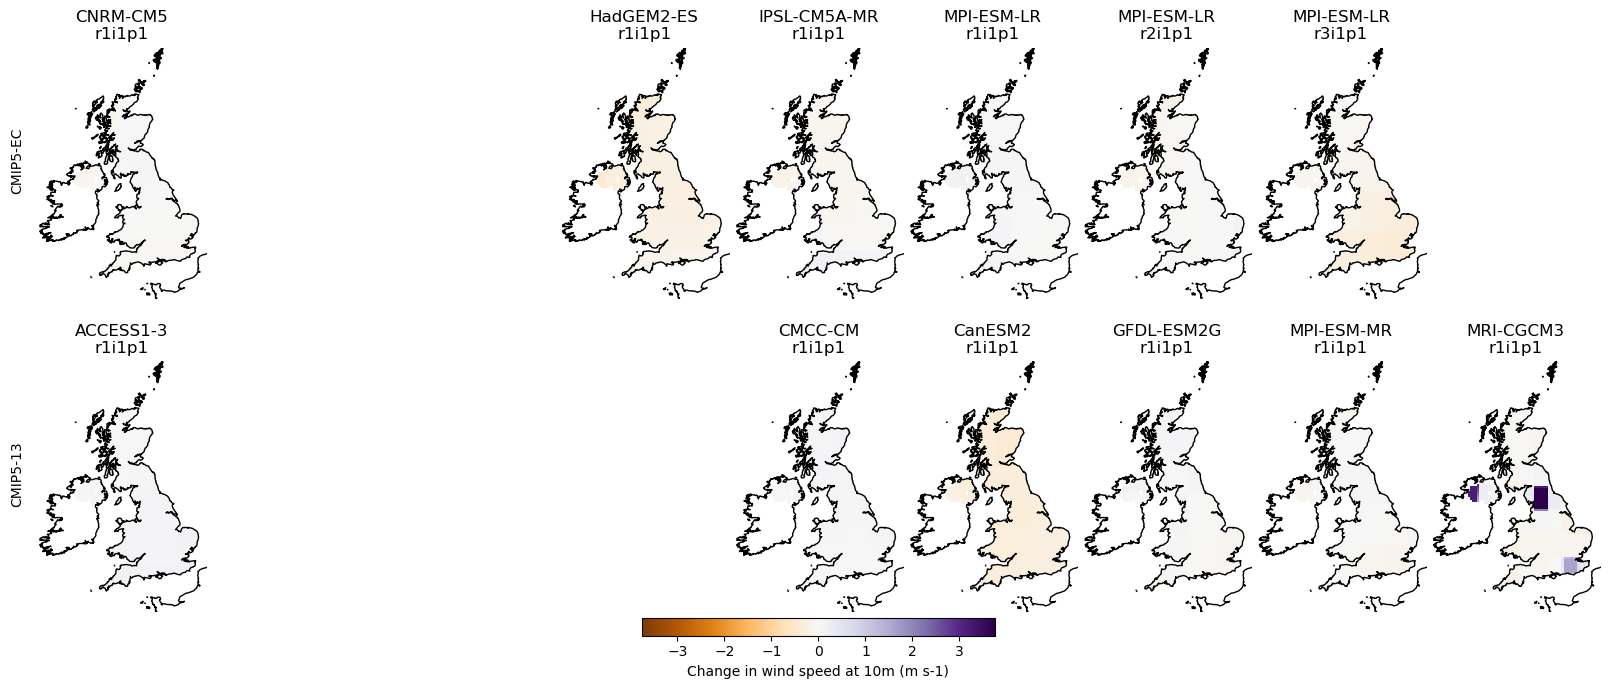 CNRM-CM5
r1i1p1
HadGEM2-ES
r1i1p1
IPSL-CM5A-MR
r1i1p1
MPI-ESM-LR
r1i1p1
MPI-ESM-LR
r2i1p1
MPI-ESM-LR
r3i1p1
CMIP5-EC
ACCESS1-3
r1i1p1
CMCC-CM
r1i1p1
CanESM2
r1i1p1
GFDL-ESM2G
r1i1p1
MPI-ESM-MR
r1i1p1
MRI-CGCM3
r1i1p1
CMIP5-13
−3 −2 −1 0 1 2 3
Change in wind speed at 10m (m s-1)